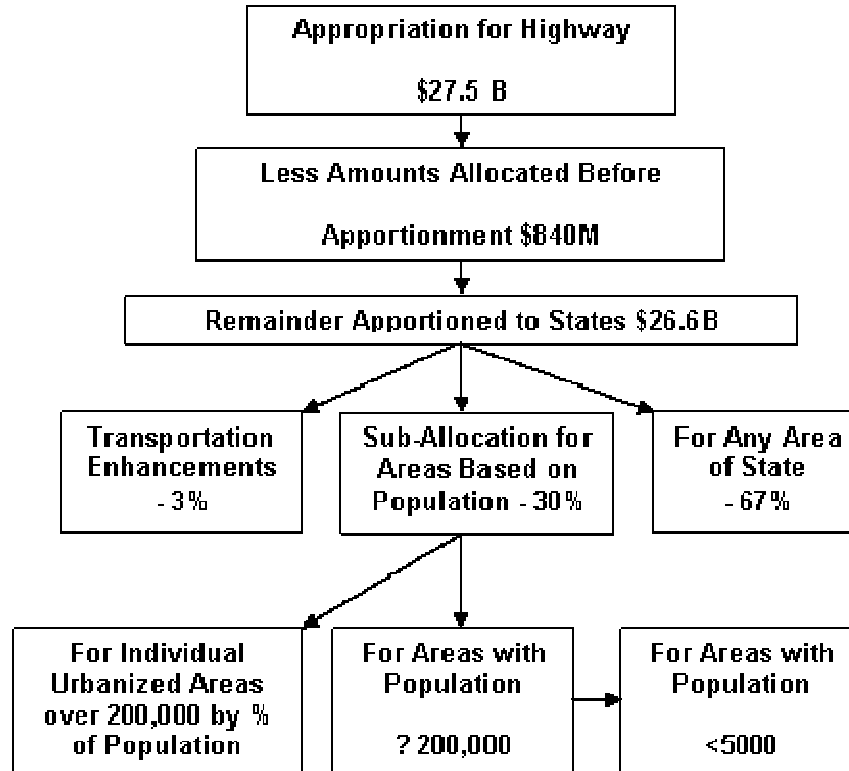 Appropriation for Highway
$27.5 B
Less Amounts Allocated Before
Apportionment $840M
Remainder Apportioned to States $26.6B
Transportation
Enhancements
- 3%
Sub-Allocation for
Areas Based on
Population - 30%
For Any Area
of State
- 67%
For Individual
Urbanized Areas
over 200,000 by %
of Population
For Areas with
Population
? 200,000
For Areas with
Population
<5000